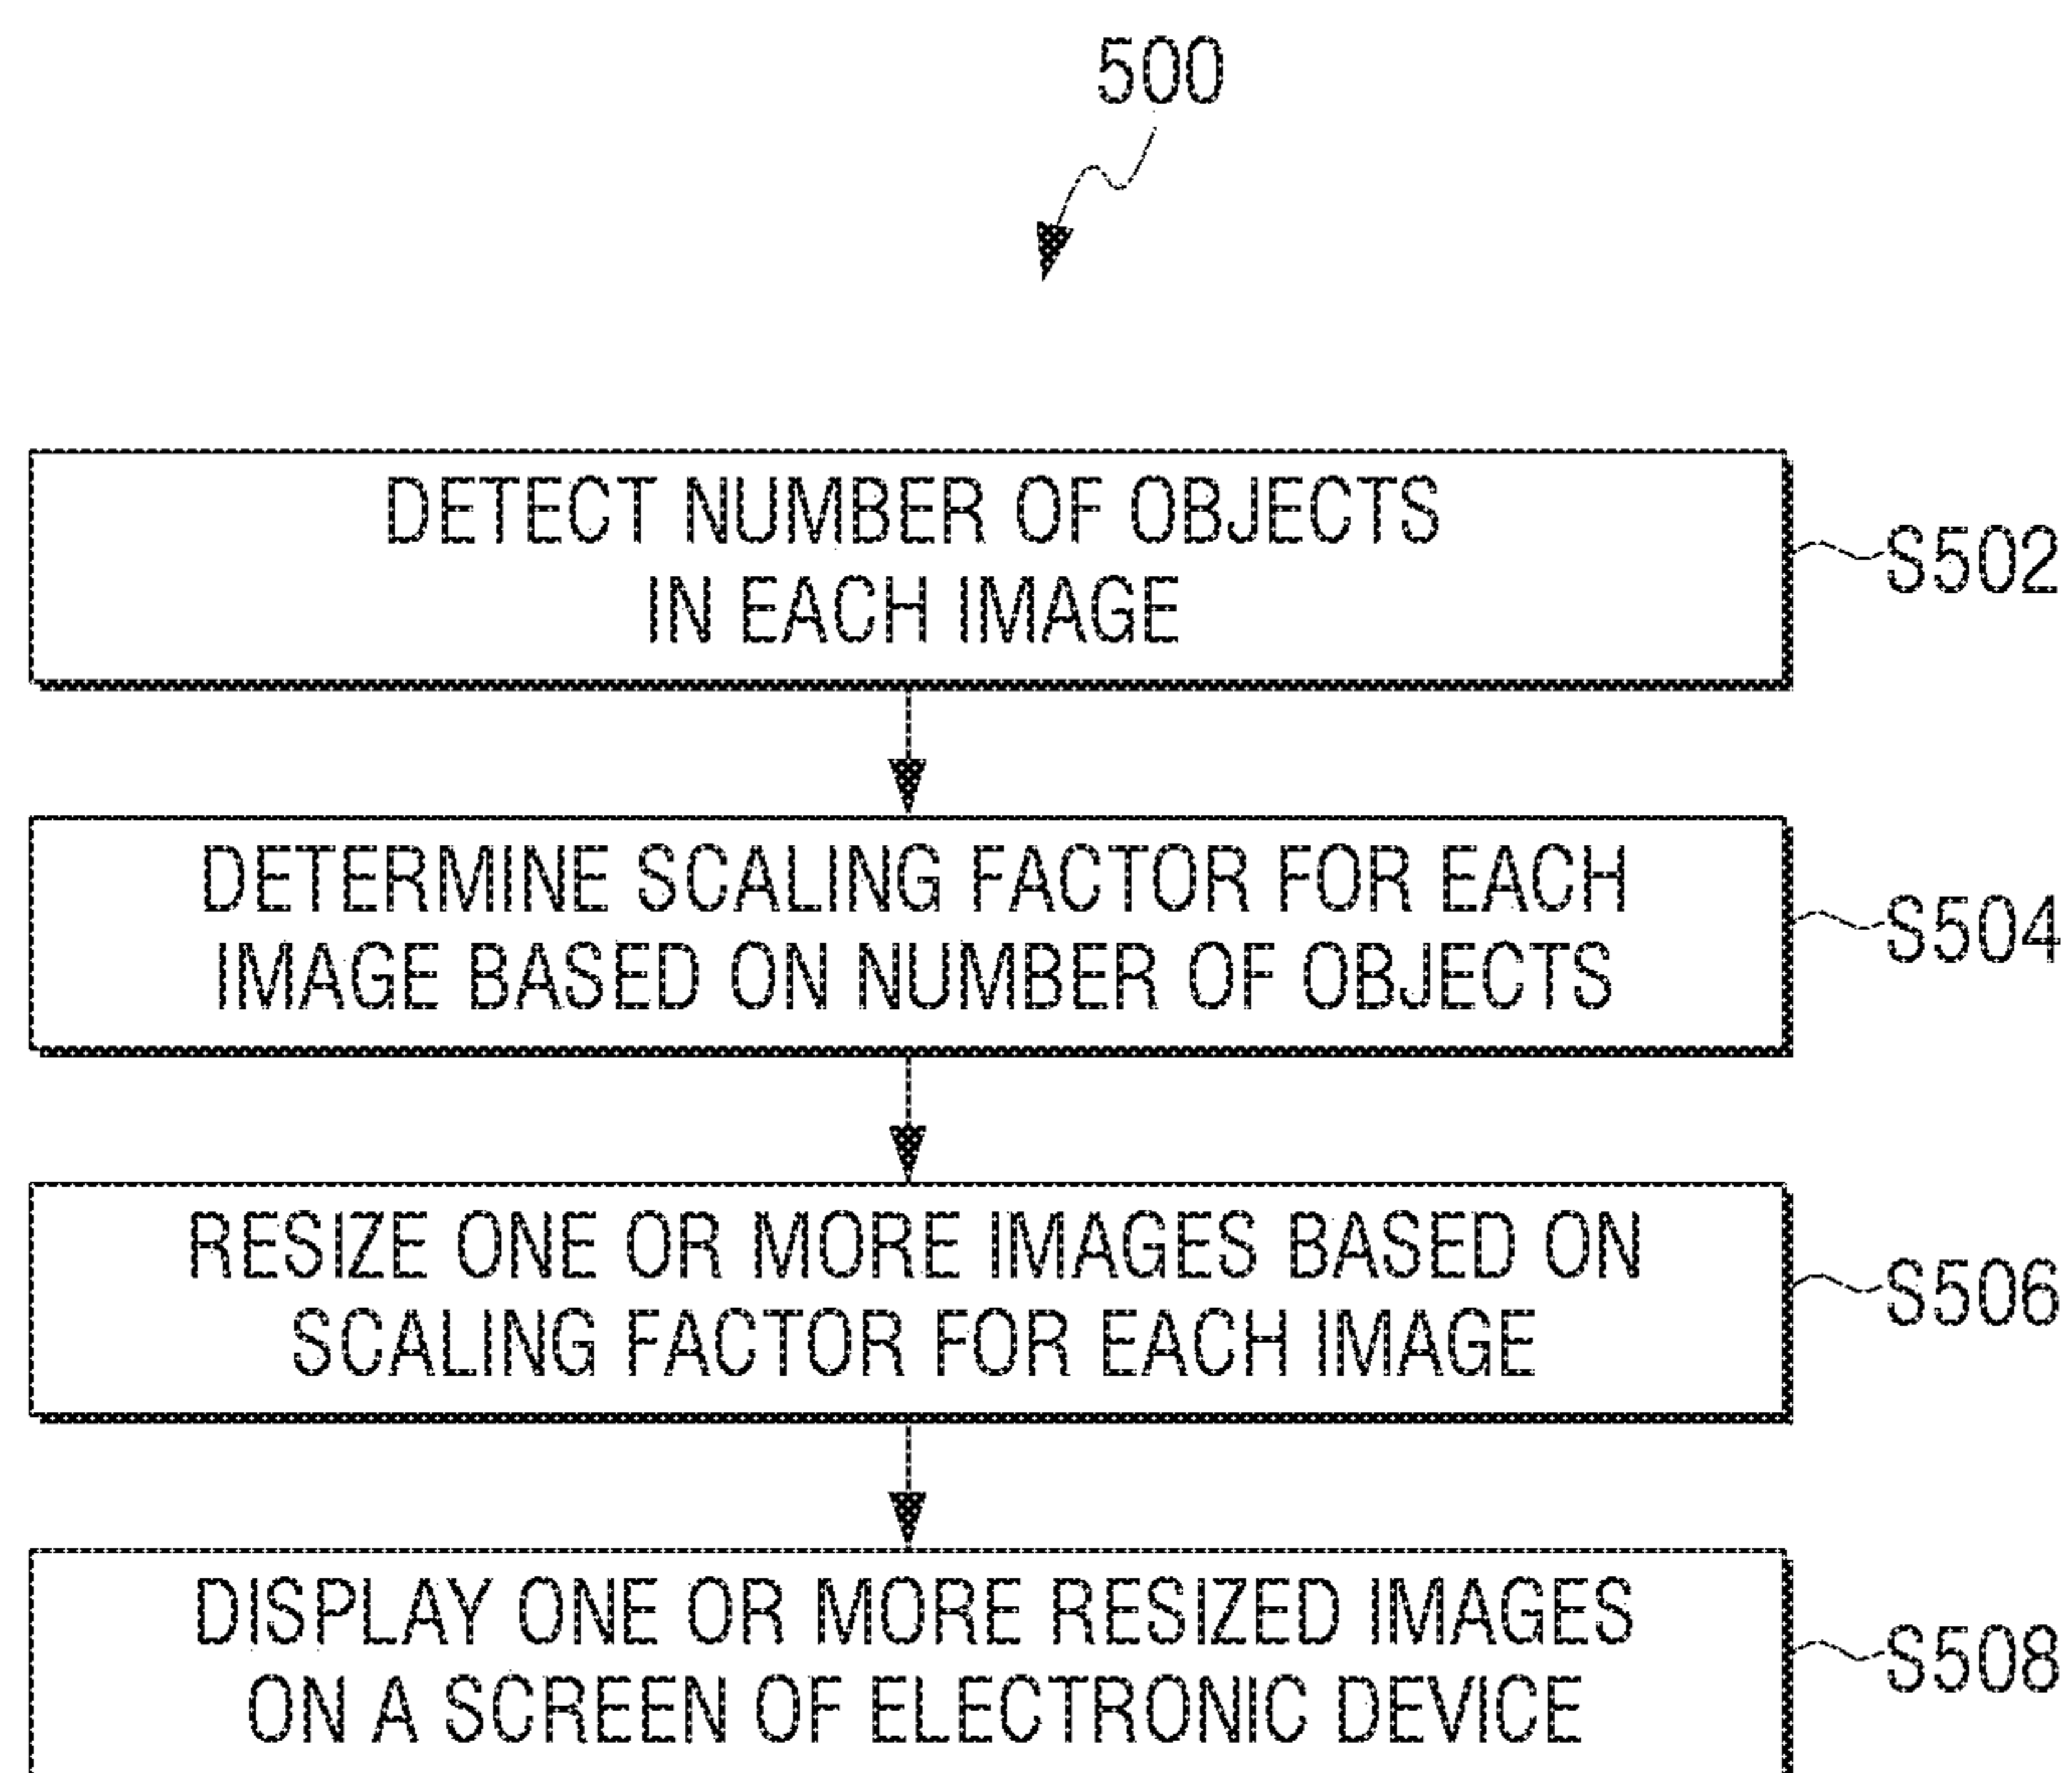 500
DETECT NUMBER OF OBJECTS
IN EACH IMAGE
S502
DETERMINE SCALING FACTOR FOR EACH
IMAGE BASED ON NUMBER OF OBJECTS
S504
RESIZE ONE OR MORE IMAGES BASED ON
SCALING FACTOR FOR EACH IMAGE
S506
DISPLAY ONE OR MORE RESIZED IMAGES
ON A SCREEN OF ELECTRONIC DEVICE
S508